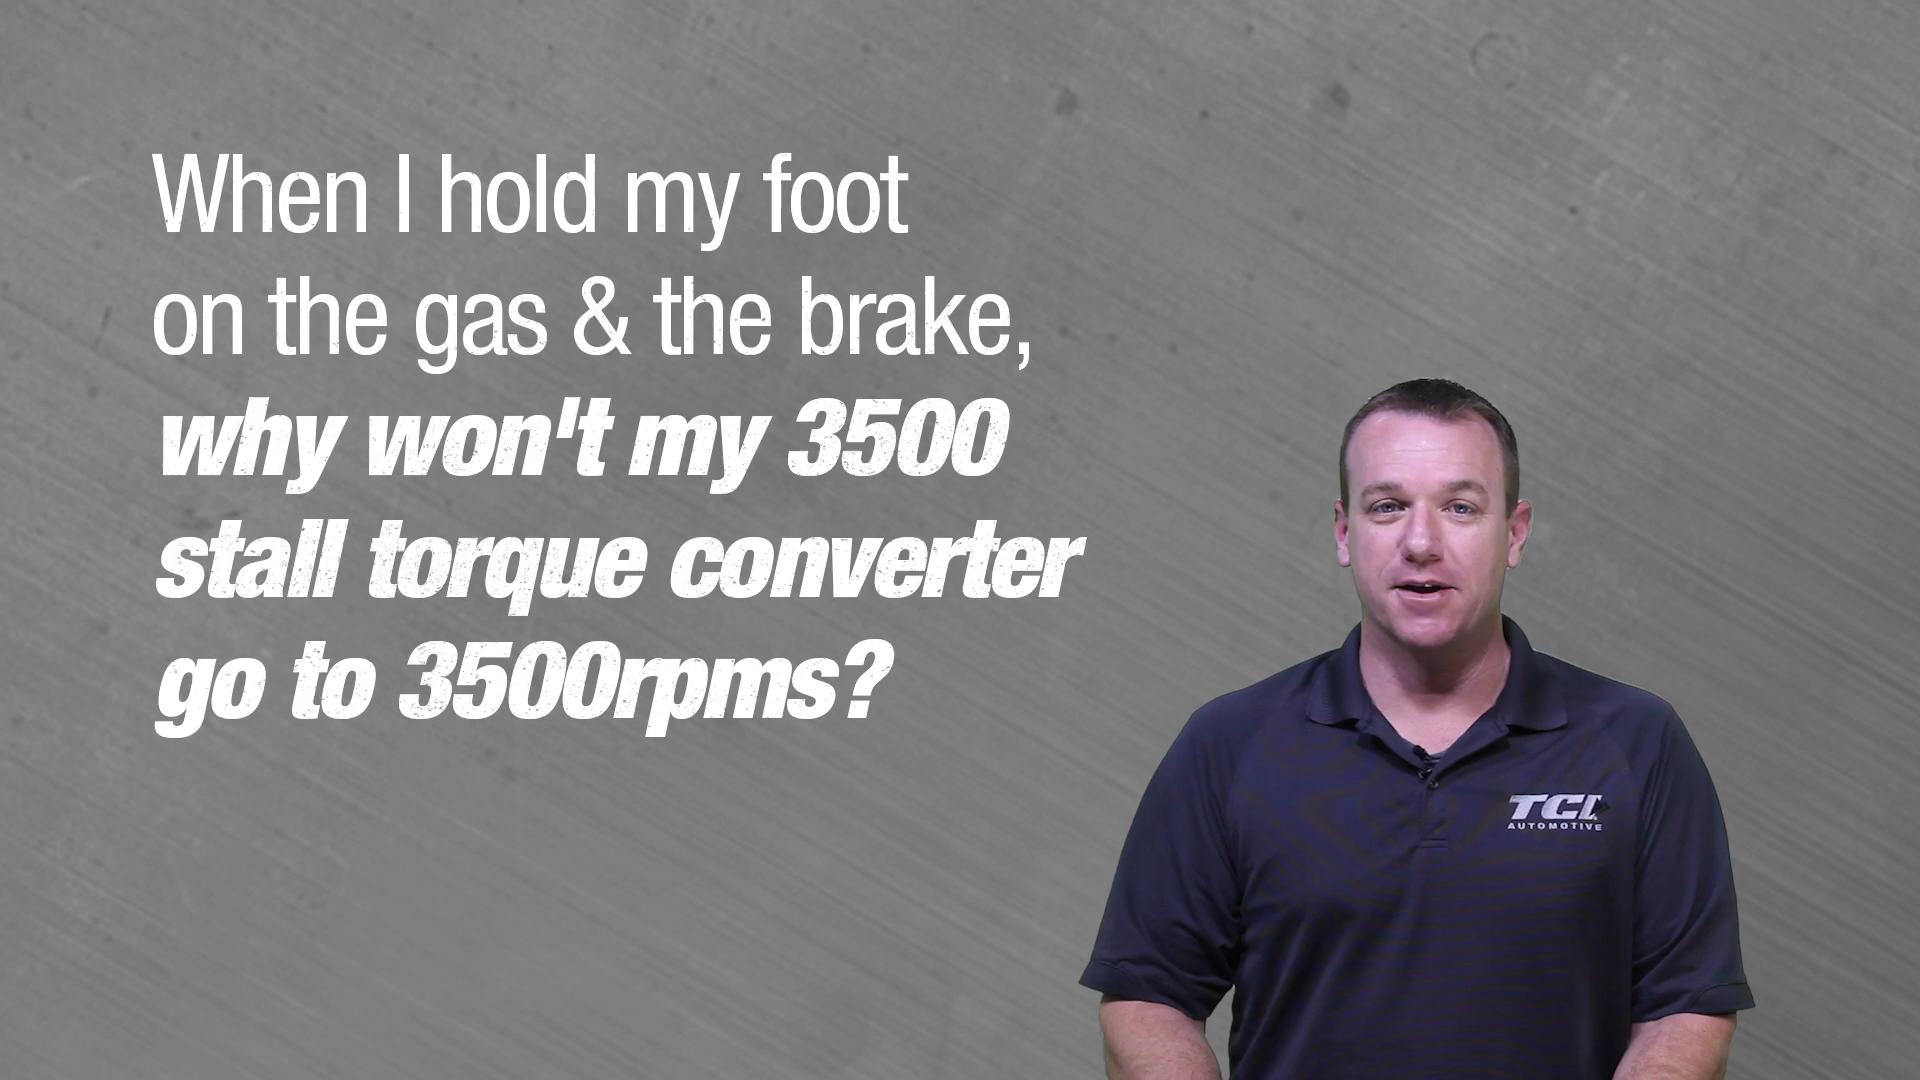 When I hold my foot
on the gas & the brake,
why won't my 3500
stall torque converter
go to 3500rpms?
TCI
AUTOMOTIVE